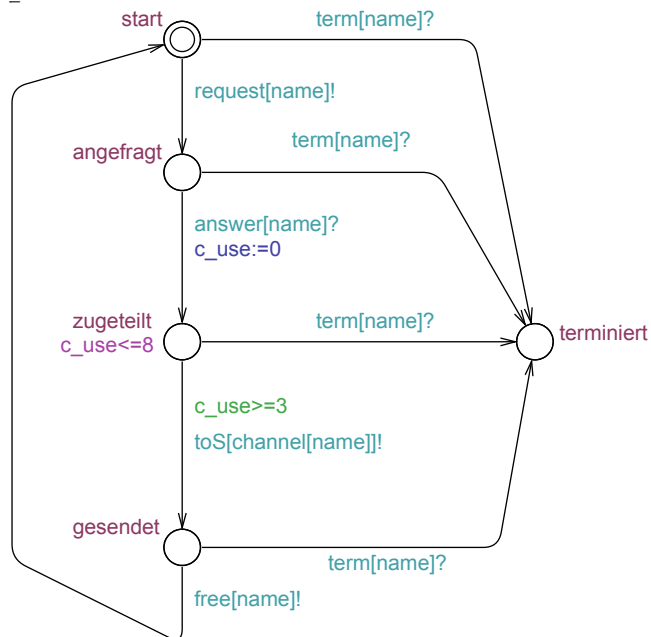 start
term[name]?
request[name]!
angefragt
term[name]?
answer[name]?
c_use:=0
zugeteilt
c_use<=8
term[name]?
terminiert
c_use>=3
toS[channel[name]]!
gesendet
term[name]?
free[name]!